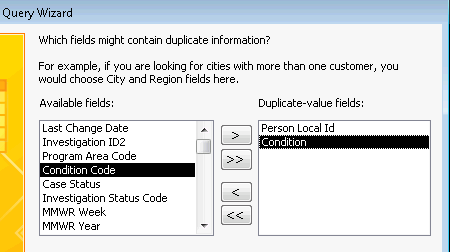 Query Wizard
Which fields might contain duplicate information?
For example, if you are looking for cities with more than one customer, you
would choose City and Region fields here.
Available fields:
Duplicate-value fields:
Last Change Date
Investigation ID2
Program Area Code
Condition Code
Case Status
Investigation Status Code
MMWR Week
MMWR Year
>
>>
<
<<
Person Local Id
Condition